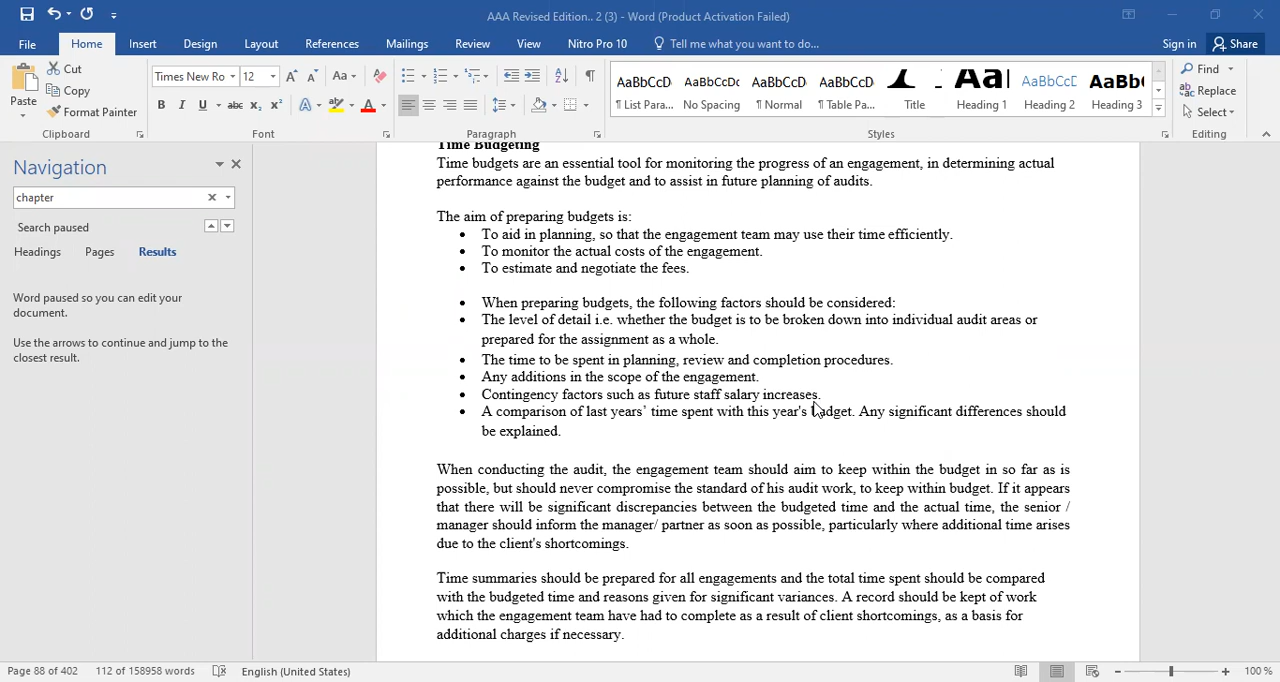 AAA Revised Edition.. 2 (3) - Word (Product Activation Failed)
File Home Insert Design Layout References Mailings Review View Nitro Pro 10 Tell me what you want to do... Sign in Share
Paste
Cut
Copy
Format Painter
Clipboard
Times New Ro 12
Aa
B I U abc X₂ X²
Font
Paragraph
AaBbCcD AaBbCcDc AaBbCcD AaBbC Aa AaBbCcD AaBb
¶ List Para... No Spacing ¶ Normal ¶ Table Pa... Title Heading 1 Heading 2 Heading 3
Styles
Find
Replace
Select
Editing
Navigation
chapter
Search paused
Headings Pages Results
Word paused so you can edit your
document.
Use the arrows to continue and jump to the
closest result.
Time Budgeting
Time budgets are an essential tool for monitoring the progress of an engagement, in determining actual
performance against the budget and to assist in future planning of audits.
The aim of preparing budgets is:
• To aid in planning, so that the engagement team may use their time efficiently.
• To monitor the actual costs of the engagement.
• To estimate and negotiate the fees.
• When preparing budgets, the following factors should be considered:
• The level of detail i.e. whether the budget is to be broken down into individual audit areas or
prepared for the assignment as a whole.
• The time to be spent in planning, review and completion procedures.
• Any additions in the scope of the engagement.
• Contingency factors such as future staff salary increases.
• A comparison of last years’ time spent with this year's budget. Any significant differences should
be explained.
When conducting the audit, the engagement team should aim to keep within the budget in so far as is
possible, but should never compromise the standard of his audit work, to keep within budget. If it appears
that there will be significant discrepancies between the budgeted time and the actual time, the senior /
manager should inform the manager/ partner as soon as possible, particularly where additional time arises
due to the client's shortcomings.
Time summaries should be prepared for all engagements and the total time spent should be compared
with the budgeted time and reasons given for significant variances. A record should be kept of work
which the engagement team have had to complete as a result of client shortcomings, as a basis for
additional charges if necessary.
Page 88 of 402 112 of 158958 words English (United States) 100 %